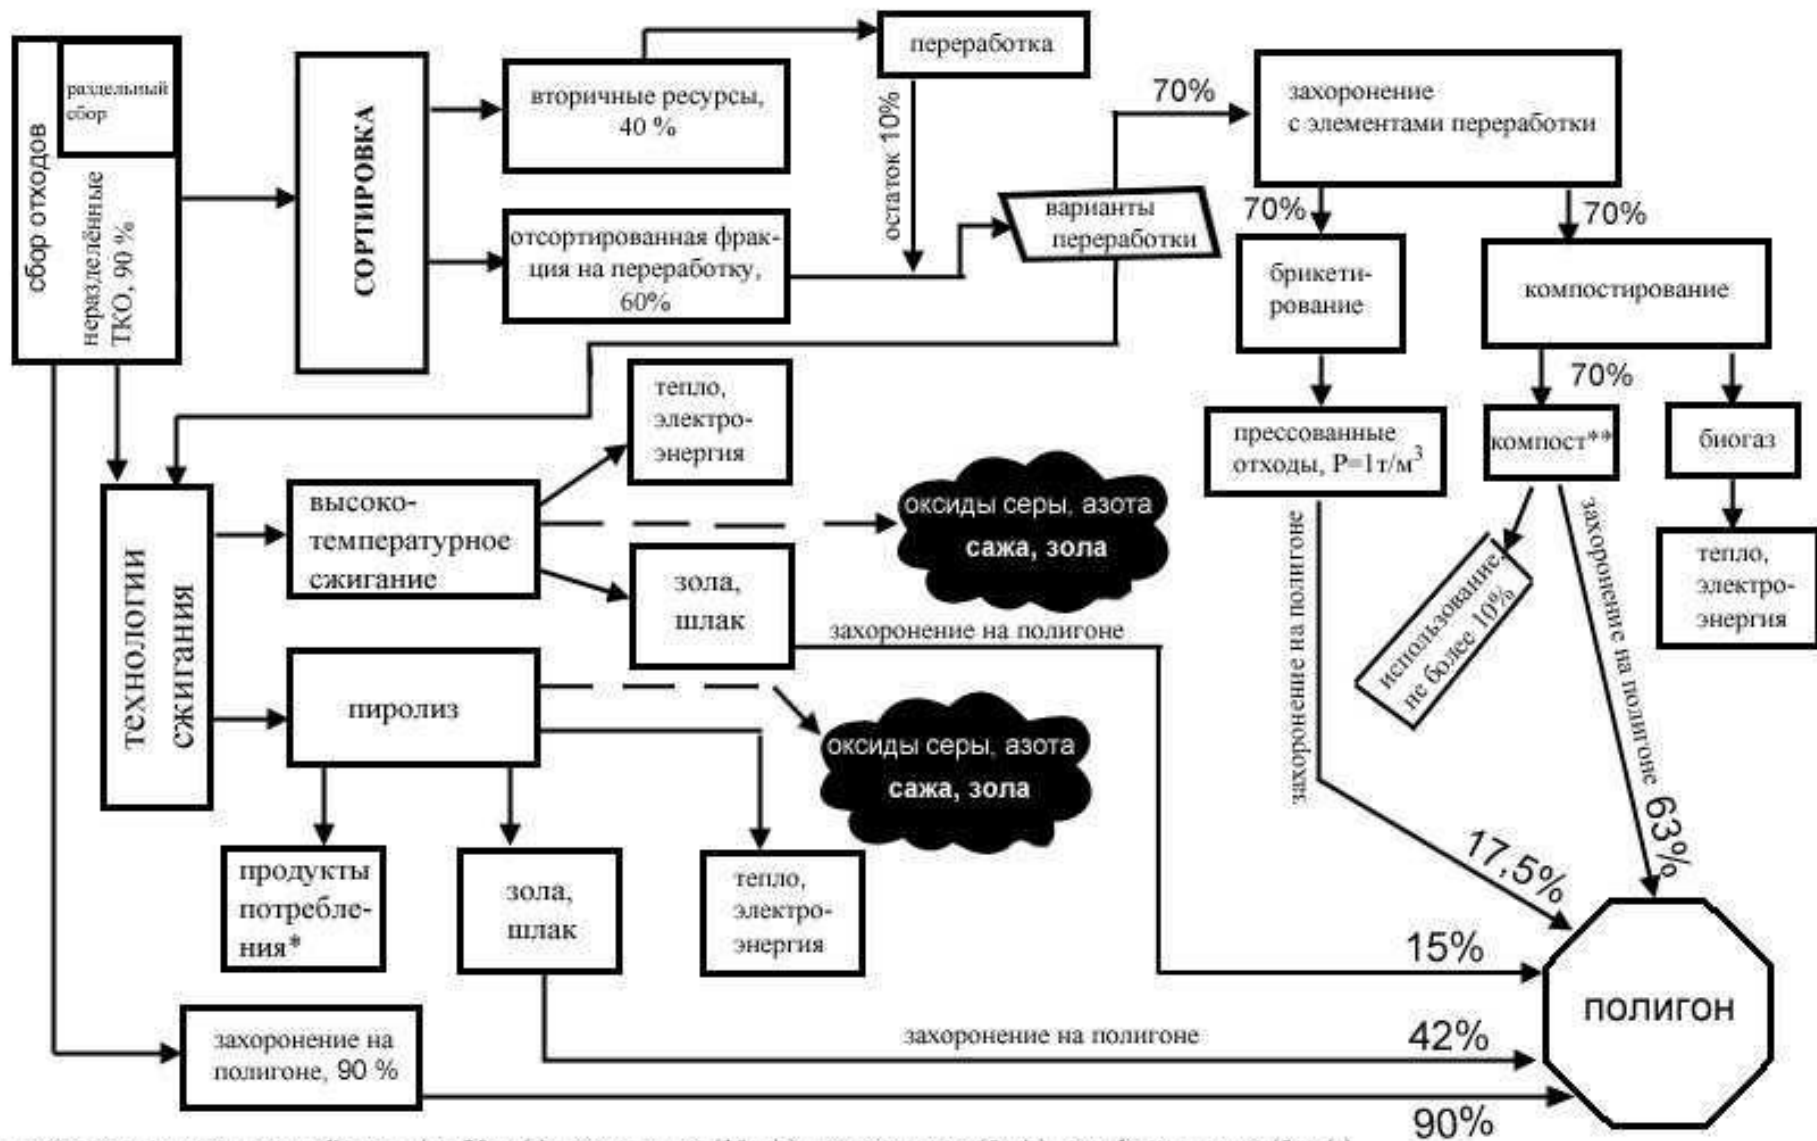 сбор отходов
раздельный
сбор
неразделённые
ТКО, 90 %
СОРТИРОВКА
вторичные ресурсы,
40 %
отсортированная фрак-
ция на переработку,
60%
переработка
остаток 10%
варианты
переработки
70%
захоронение
с элементами переработки
70%
70%
брикети-
рование
компостирование
70%
прессованные
отходы, P=1т/м³
компост**
биогаз
тепло,
электро-
энергия
использование,
не более 10%
захоронение на полигоне 63%
захоронение на полигоне
17,5%
технологии
сжигания
высоко-
температурное
сжигание
тепло,
электро-
энергия
оксиды серы, азота
сажа, зола
зола,
шлак
захоронение на полигоне
15%
пиролиз
оксиды серы, азота
сажа, зола
продукты
потребле-
ния*
зола,
шлак
тепло,
электро-
энергия
захоронение на полигоне
42%
захоронение на
полигоне, 90 %
90%
ПОЛИГОН